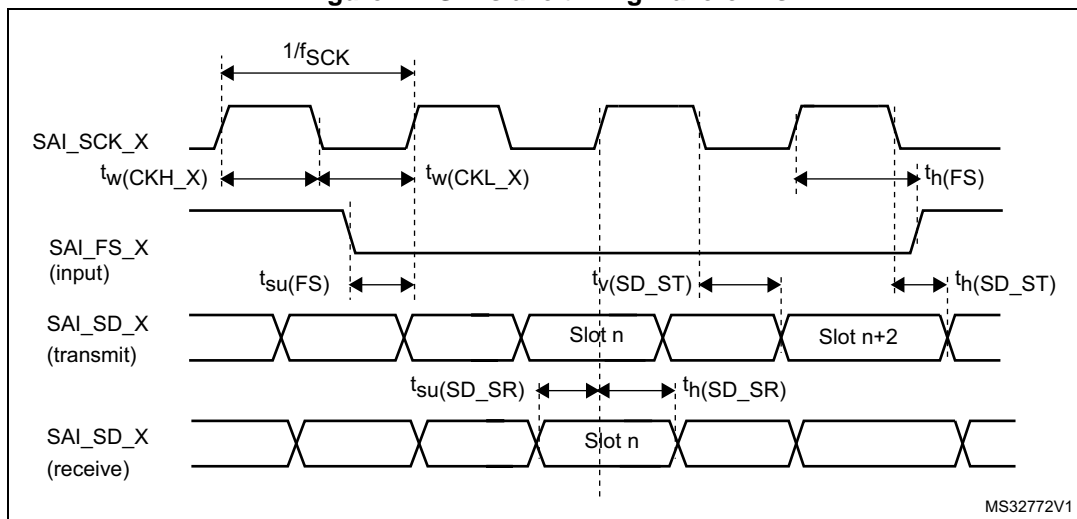 1/fSCK
SAI_SCK_X
tw(CKH_X)
tw(CKL_X)
th(FS)
SAI_FS_X
(input)
tsu(FS)
tv(SD_ST)
th(SD_ST)
SAI_SD_X
(transmit)
Slot n
Slot n+2
tsu(SD_SR)
th(SD_SR)
SAI_SD_X
(receive)
Slot n
MS32772V1